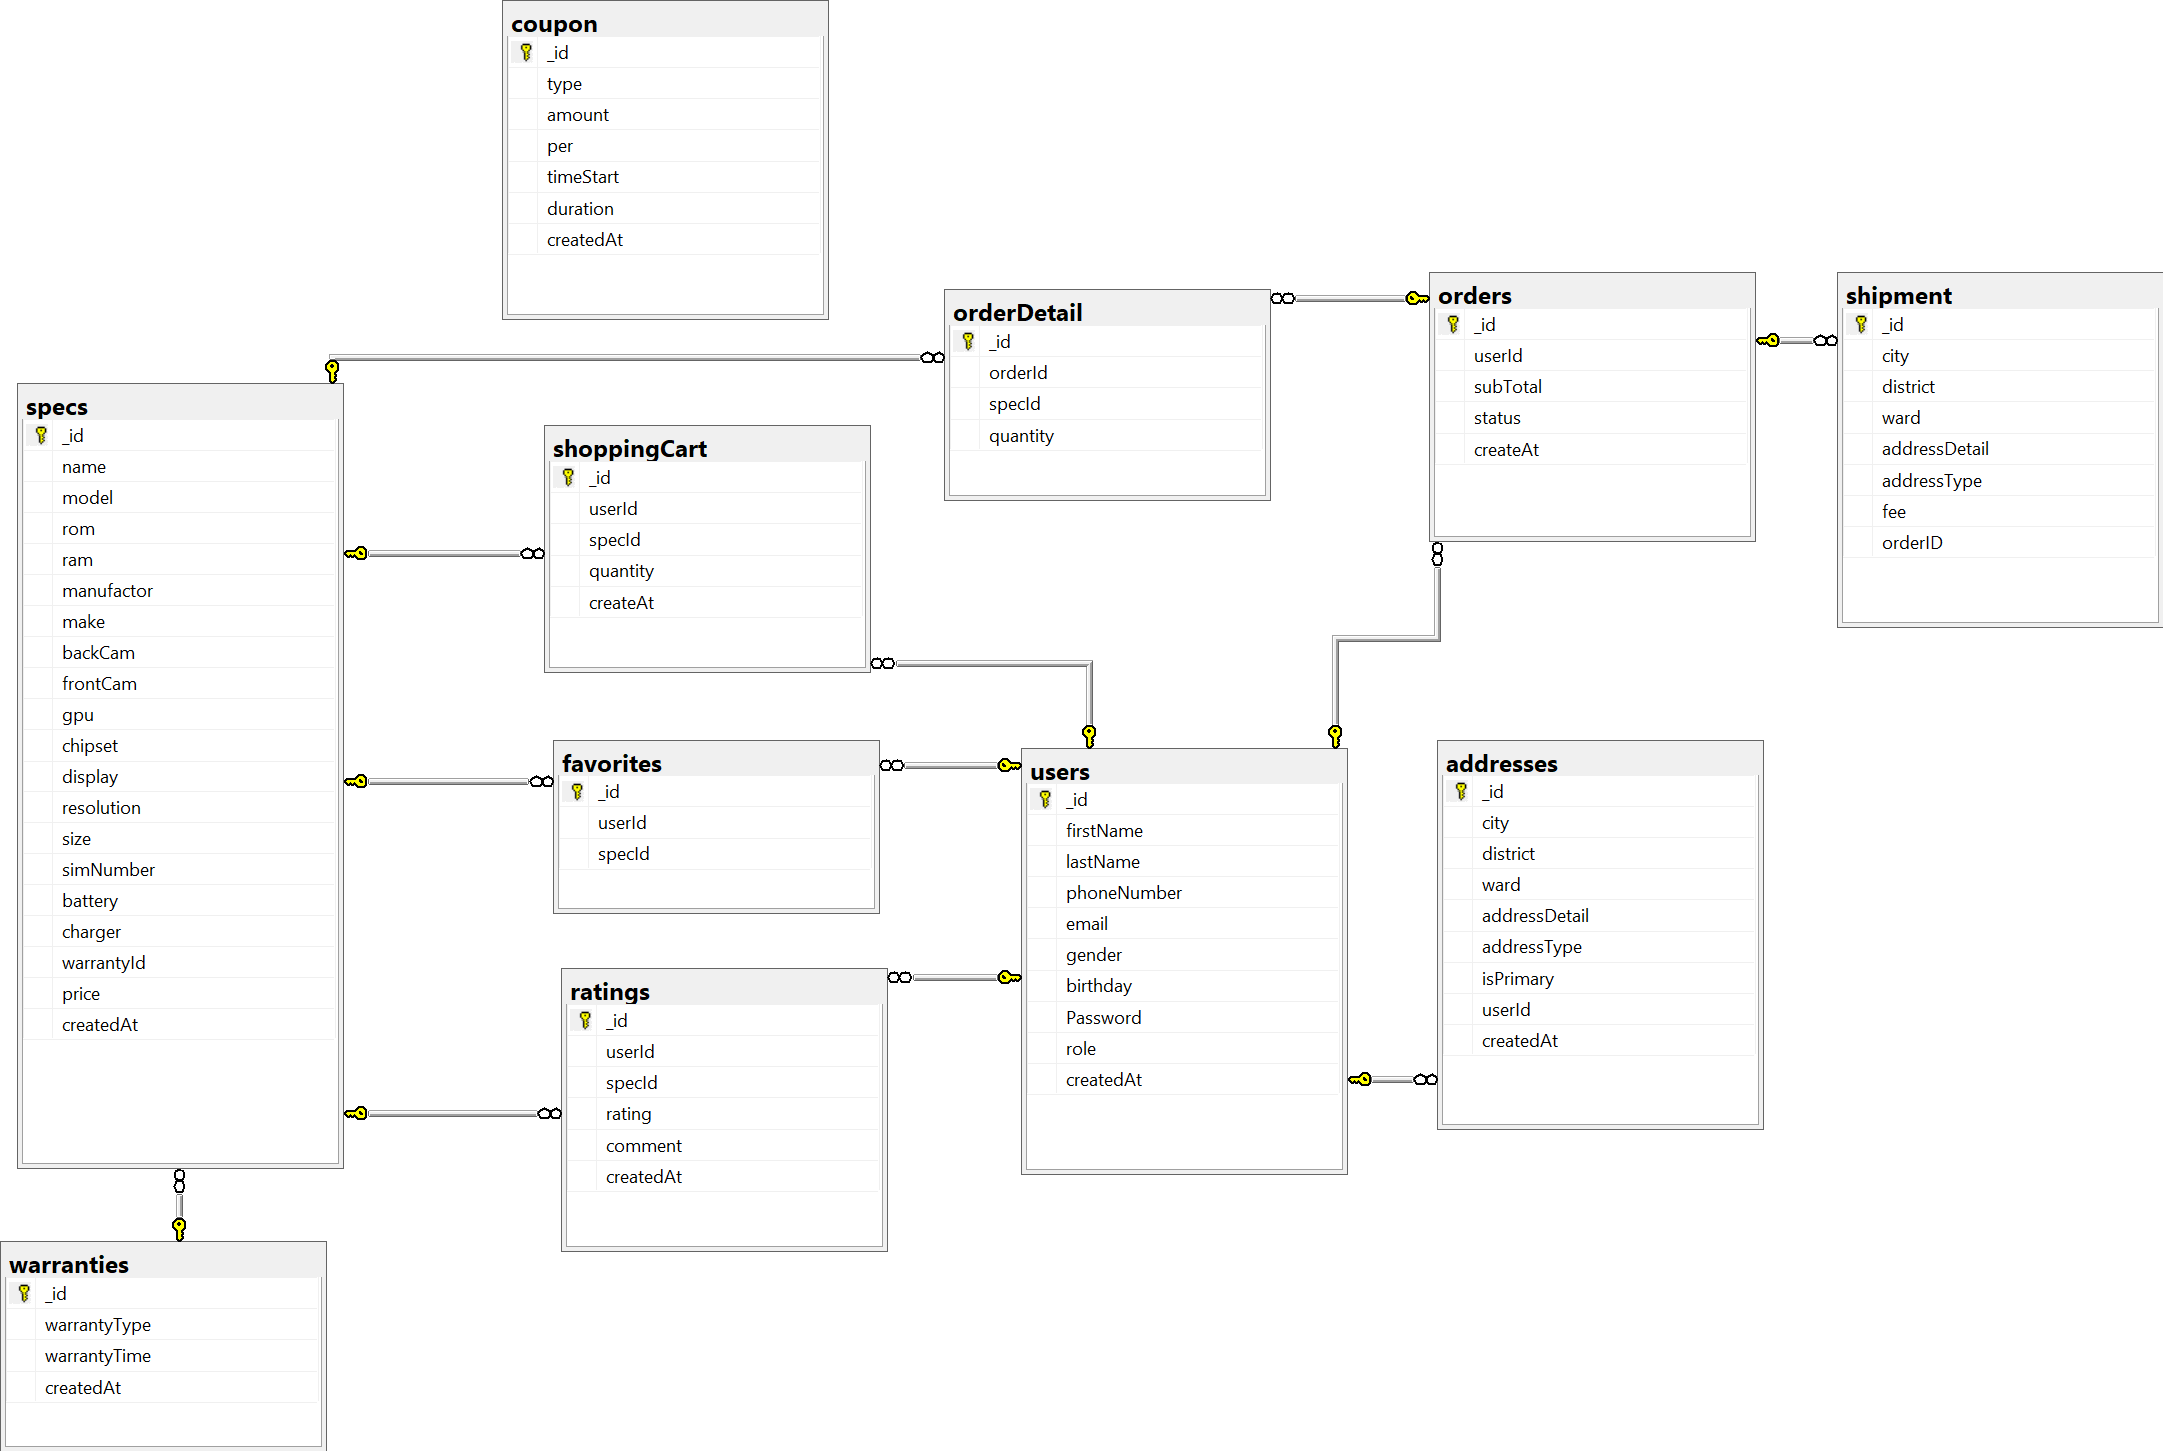 coupon
_id
type
amount
per
timeStart
duration
createdAt
orderDetail
_id
orderId
specId
quantity
orders
_id
userId
subTotal
status
createAt
shipment
_id
city
district
ward
addressDetail
addressType
fee
orderID
specs
_id
name
model
rom
ram
manufactor
make
backCam
frontCam
gpu
chipset
display
resolution
size
simNumber
battery
charger
warrantyId
price
createdAt
shoppingCart
_id
userId
specId
quantity
createAt
favorites
_id
userId
specId
users
_id
firstName
lastName
phoneNumber
email
gender
birthday
Password
role
createdAt
addresses
_id
city
district
ward
addressDetail
addressType
isPrimary
userId
createdAt
ratings
_id
userId
specId
rating
comment
createdAt
warranties
_id
warrantyType
warrantyTime
createdAt